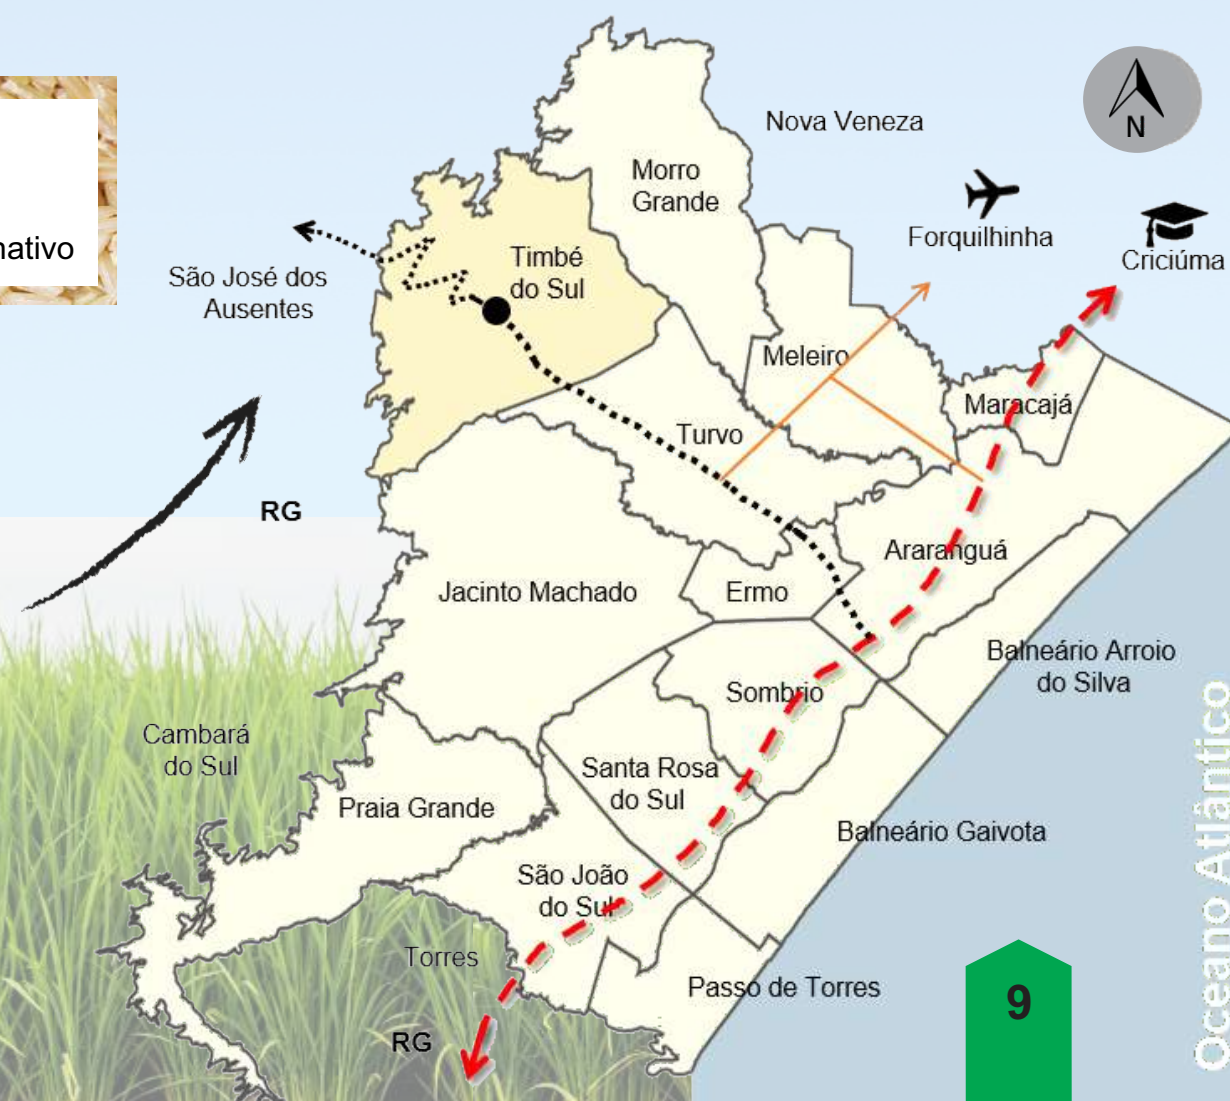 nativo
N
Nova Veneza
Morro
Grande
Forquilhinha
Criciúma
São José dos
Ausentes
Timbé
do Sul
Meleiro
Maracajá
Turvo
RG
Araranguá
Jacinto Machado
Ermo
Balneário Arroio
do Silva
Sombrio
Cambará
do Sul
Santa Rosa
do Sul
Praia Grande
Balneário Gaivota
São João
do Sul
Torres
Passo de Torres
RG
9
Oceano Atlântico